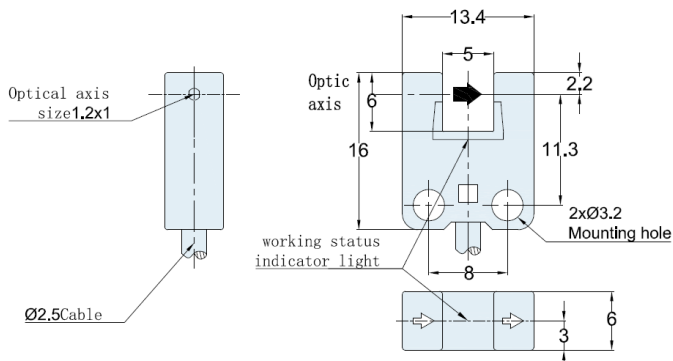 13.4
5
Optical axis
size1.2x1
Optic
axis
6
2.2
16
11.3
2xØ3.2
Mounting hole
working status
indicator light
8
Ø2.5Cable
6
3